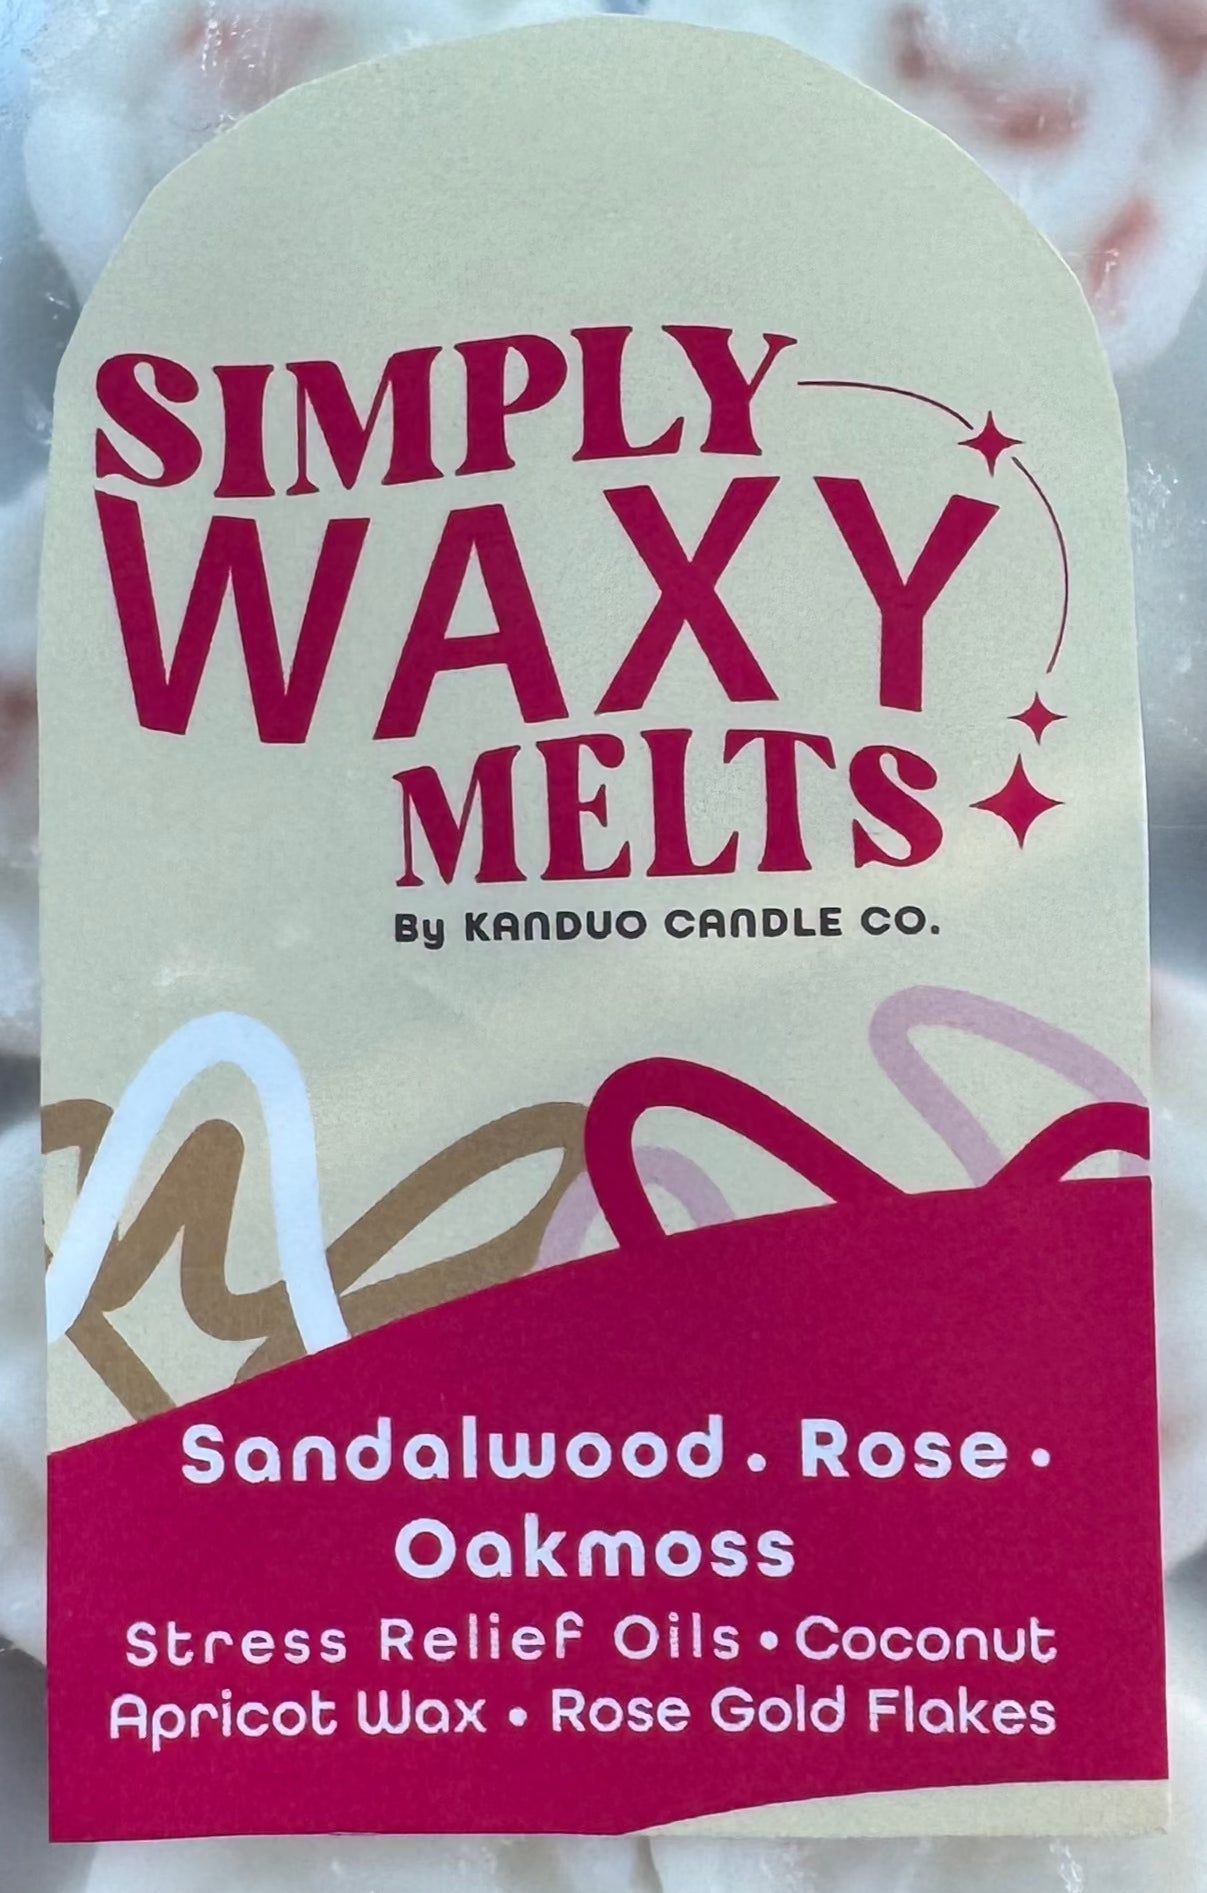 SIMPLY
WAXY
MELTS
By KANDUO CANDLE CO.
Sandalwood • Rose •
Oakmoss
Stress Relief Oils • Coconut
Apricot Wax • Rose Gold Flakes